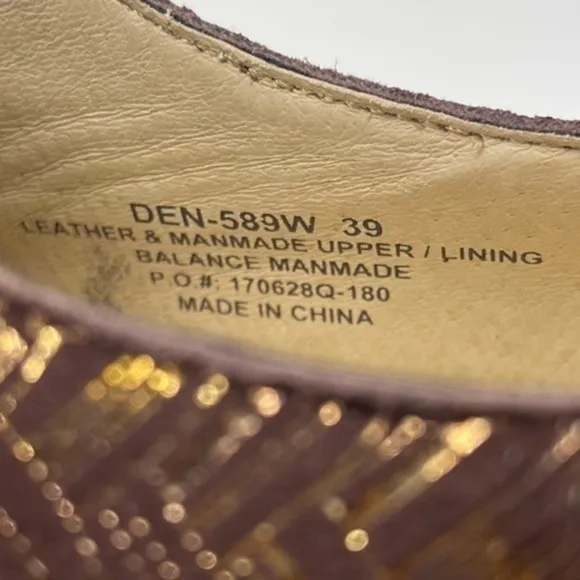 DEN-589W 39
LEATHER & MANMADE UPPER / LINING
BALANCE MANMADE
P.O.#: 170628Q-180
MADE IN CHINA